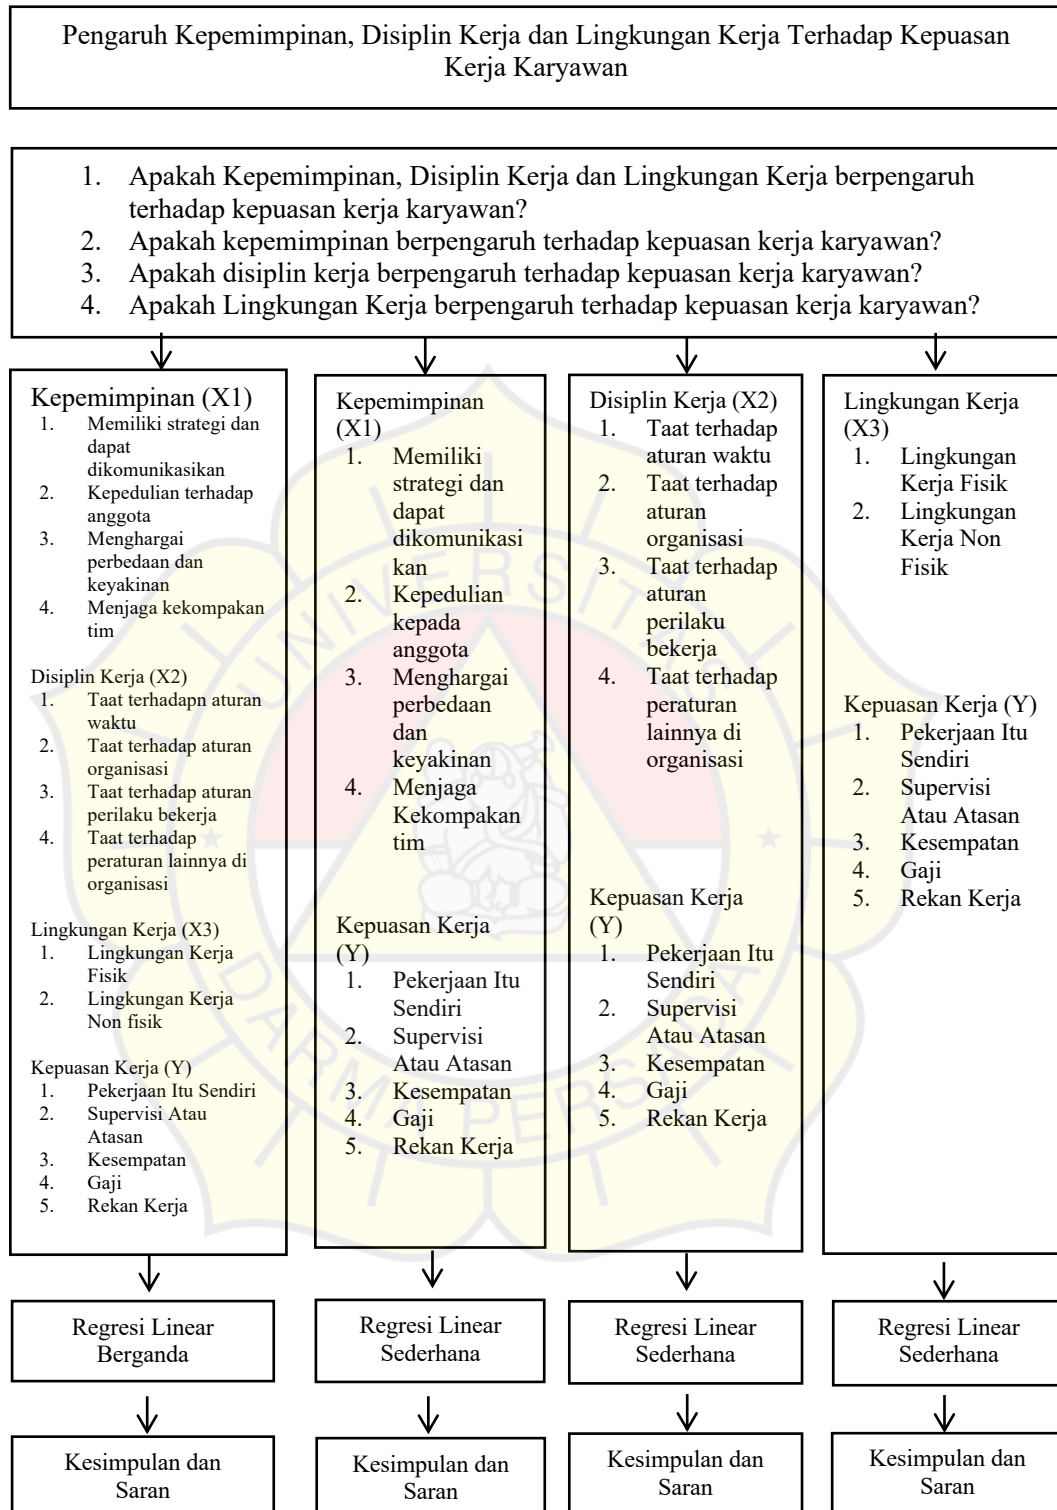 Pengaruh Kepemimpinan, Disiplin Kerja dan Lingkungan Kerja Terhadap Kepuasan
Kerja Karyawan
1. Apakah Kepemimpinan, Disiplin Kerja dan Lingkungan Kerja berpengaruh
terhadap kepuasan kerja karyawan?
2. Apakah kepemimpinan berpengaruh terhadap kepuasan kerja karyawan?
3. Apakah disiplin kerja berpengaruh terhadap kepuasan kerja karyawan?
4. Apakah Lingkungan Kerja berpengaruh terhadap kepuasan kerja karyawan?
Kepemimpinan (X1)
1. Memiliki strategi dan
dapat
dikomunikasikan
2. Kepedulian terhadap
anggota
3. Menghargai
perbedaan dan
keyakinan
4. Menjaga kekompakan
tim
Disiplin Kerja (X2)
1. Taat terhadapn aturan
waktu
2. Taat terhadap aturan
organisasi
3. Taat terhadap aturan
perilaku bekerja
4. Taat terhadap
peraturan lainnya di
organisasi
Lingkungan Kerja (X3)
1. Lingkungan Kerja
Fisik
2. Lingkungan Kerja
Non fisik
Kepuasan Kerja (Y)
1. Pekerjaan Itu Sendiri
2. Supervisi Atau
Atasan
3. Kesempatan
4. Gaji
5. Rekan Kerja
Kepemimpinan
(X1)
1. Memiliki
strategi dan
dapat
dikomunikasi
kan
2. Kepedulian
kepada
anggota
3. Menghargai
perbedaan
dan
keyakinan
4. Menjaga
Kekompakan
tim
Kepuasan Kerja
(Y)
1. Pekerjaan Itu
Sendiri
2. Supervisi
Atau Atasan
3. Kesempatan
4. Gaji
5. Rekan Kerja
Disiplin Kerja (X2)
1. Taat terhadap
aturan waktu
2. Taat terhadap
aturan
organisasi
3. Taat terhadap
aturan
perilaku
bekerja
4. Taat terhadap
peraturan
lainnya di
organisasi
Kepuasan Kerja
(Y)
1. Pekerjaan Itu
Sendiri
2. Supervisi
Atau Atasan
3. Kesempatan
4. Gaji
5. Rekan Kerja
Lingkungan Kerja
(X3)
1. Lingkungan
Kerja Fisik
2. Lingkungan
Kerja Non
Fisik
Kepuasan Kerja (Y)
1. Pekerjaan Itu
Sendiri
2. Supervisi
Atau Atasan
3. Kesempatan
4. Gaji
5. Rekan Kerja
Regresi Linear
Berganda
Regresi Linear
Sederhana
Regresi Linear
Sederhana
Regresi Linear
Sederhana
Kesimpulan dan
Saran
Kesimpulan dan
Saran
Kesimpulan dan
Saran
Kesimpulan dan
Saran
UNIVERSITAS
DARMA PERSADA